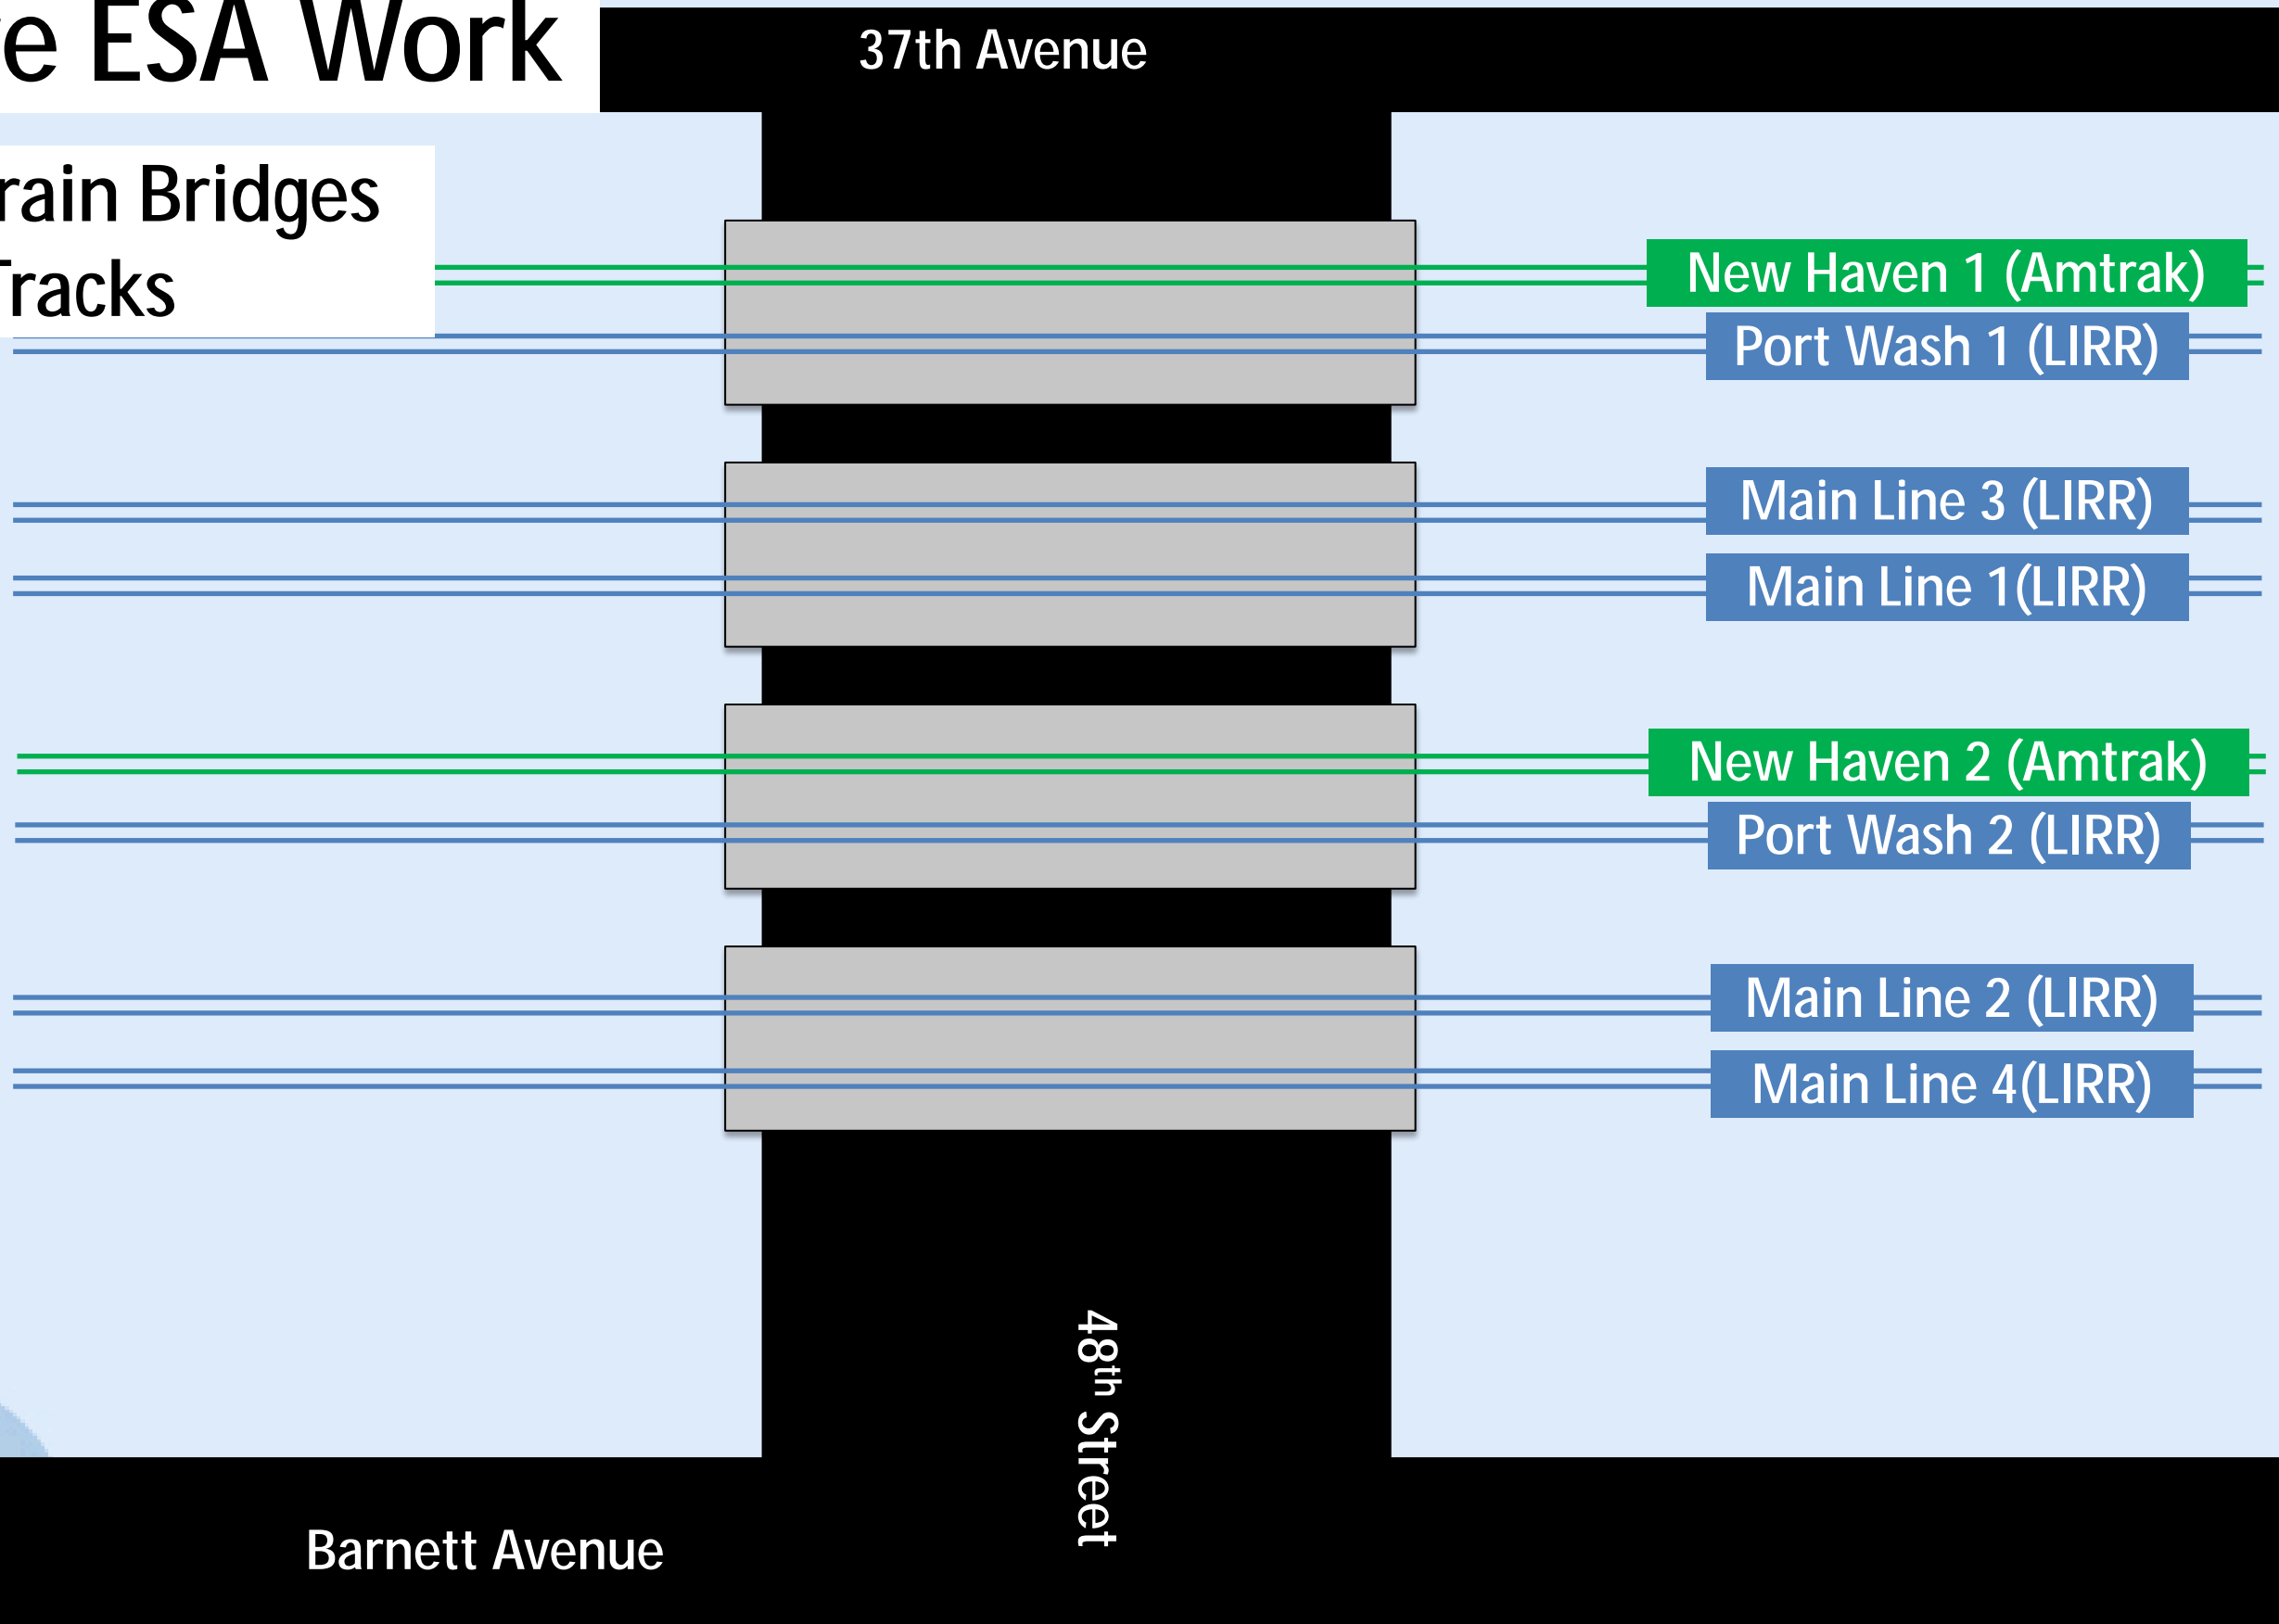 ESA Work
37th Avenue
Bridges
New Haven 1 (Amtrak)
Port Wash 1 (LIRR)
Main Line 3 (LIRR)
Main Line 1(LIRR)
New Haven 2 (Amtrak)
Port Wash 2 (LIRR)
Main Line 2 (LIRR)
Main Line 4(LIRR)
48th Street
Barnett Avenue